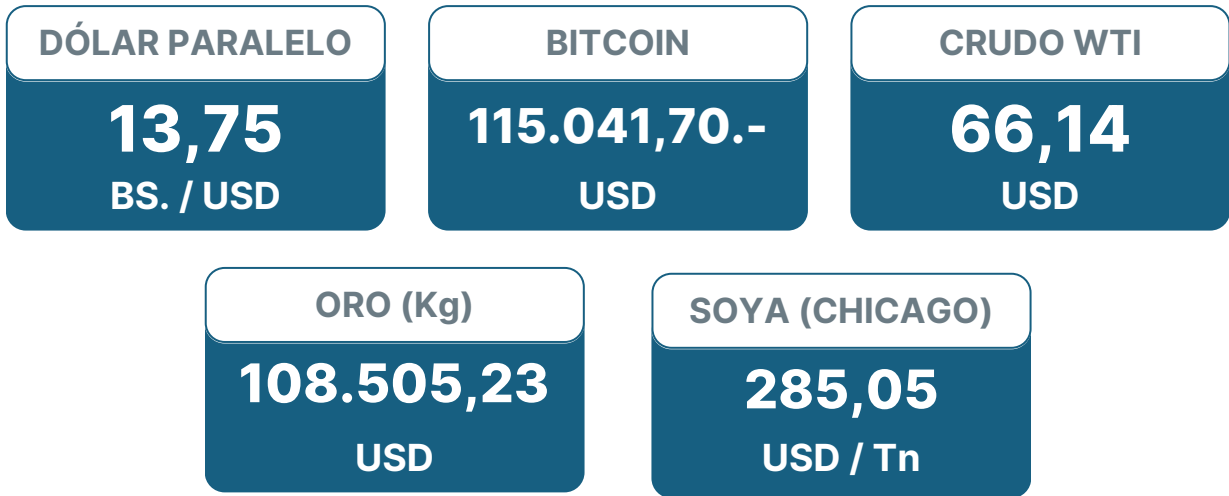 DÓLAR PARALELO
13,75
BS. / USD
BITCOIN
115.041,70.-
USD
CRUDO WTI
66,14
USD
ORO (Kg)
108.505,23
USD
SOYA (CHICAGO)
285,05
USD / Tn